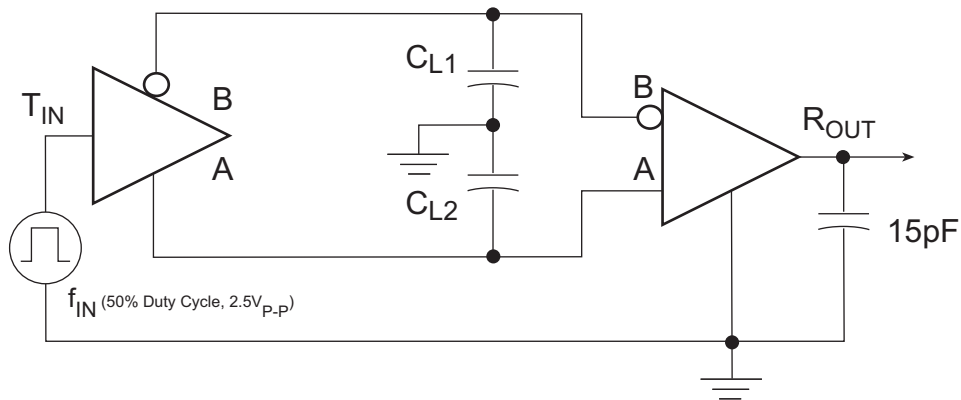 C_L1
B
B
T_IN
R_OUT
A
A
C_L2
15pF
f_IN (50% Duty Cycle, 2.5V_P-P)